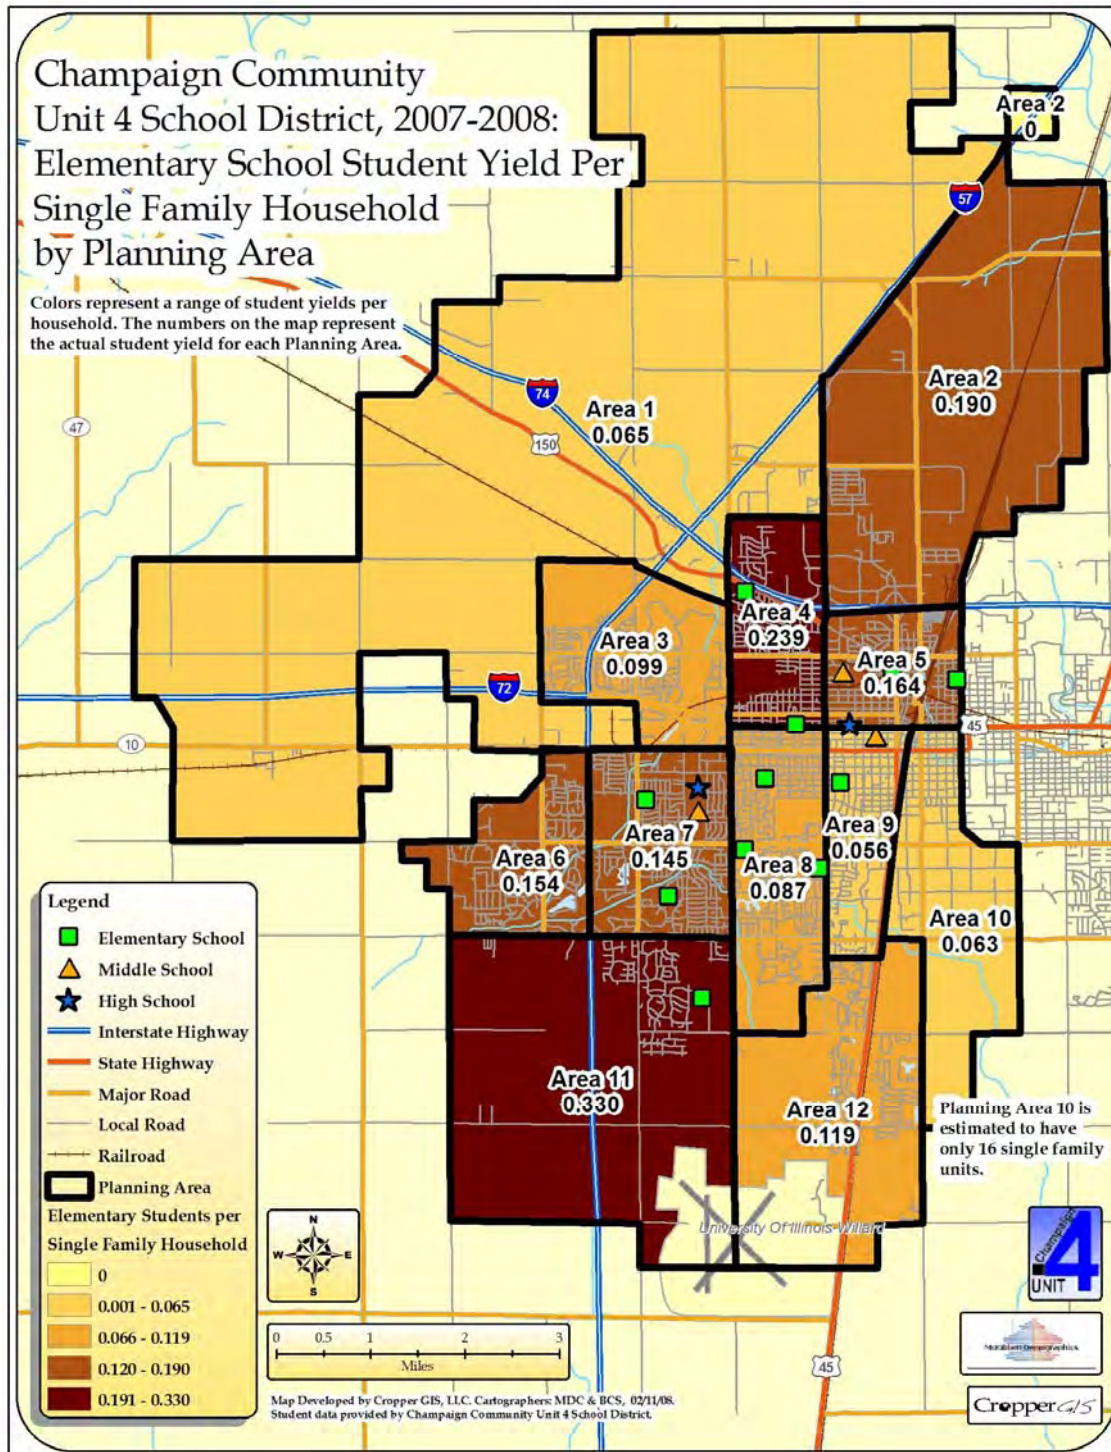 Champaign Community
Unit 4 School District, 2007-2008:
Elementary School Student Yield Per
Single Family Household
by Planning Area
Colors represent a range of student yields per
household. The numbers on the map represent
the actual student yield for each Planning Area.
Area 2
0
57
Area 2
0.190
74
Area 1
0.065
150
47
Area 4
0.239
Area 3
0.099
Area 5
0.164
72
45
10
Area 7
0.145
Area 9
0.056
Area 6
0.154
Area 8
0.087
Area 10
0.063
Area 11
0.330
Area 12
0.119
Planning Area 10 is
estimated to have
only 16 single family
units.
University Of Illinois-Willard
45
Legend
Elementary School
Middle School
High School
Interstate Highway
State Highway
Major Road
Local Road
Railroad
Planning Area
Elementary Students per
Single Family Household
0
0.001 - 0.065
0.066 - 0.119
0.120 - 0.190
0.191 - 0.330
N
W E
S
0 0.5 1 2 3
Miles
Champaign
4
UNIT
McKibben Demographics
Cropper GIS
Map Developed by Cropper GIS, LLC. Cartographers: MDC & BCS, 02/11/08.
Student data provided by Champaign Community Unit 4 School District.